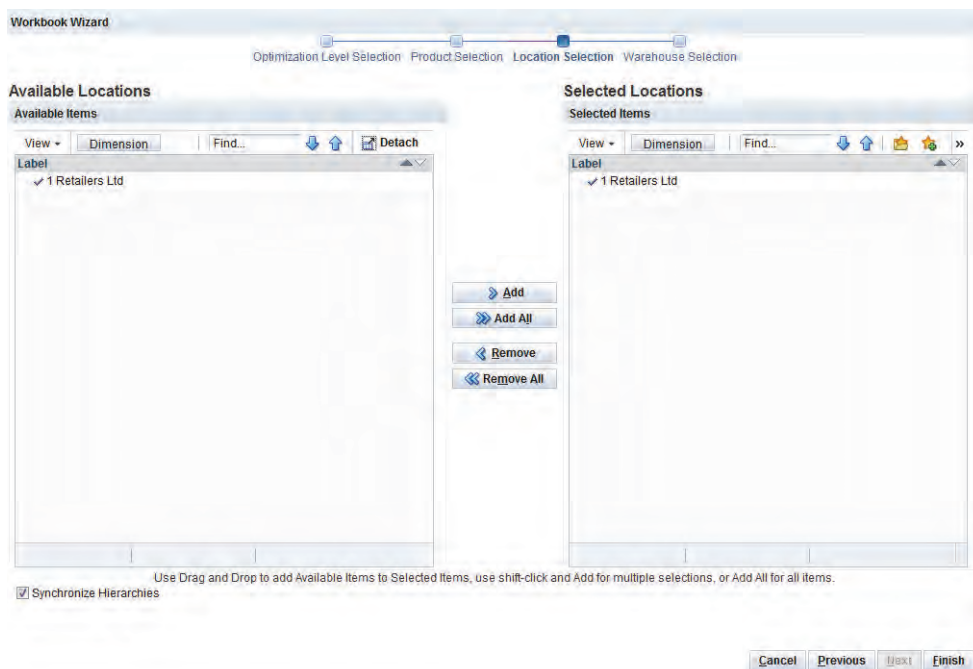 Workbook Wizard
Optimization Level Selection Product Selection Location Selection Warehouse Selection
Available Locations
Available Items
View Dimension Find... Detach
Label
1 Retailers Ltd
Selected Locations
Selected Items
View Dimension Find... »
Label
1 Retailers Ltd
Add
Add All
Remove
Remove All
Use Drag and Drop to add Available Items to Selected Items, use shift-click and Add for multiple selections, or Add All for all items.
Synchronize Hierarchies
Cancel Previous Next Finish